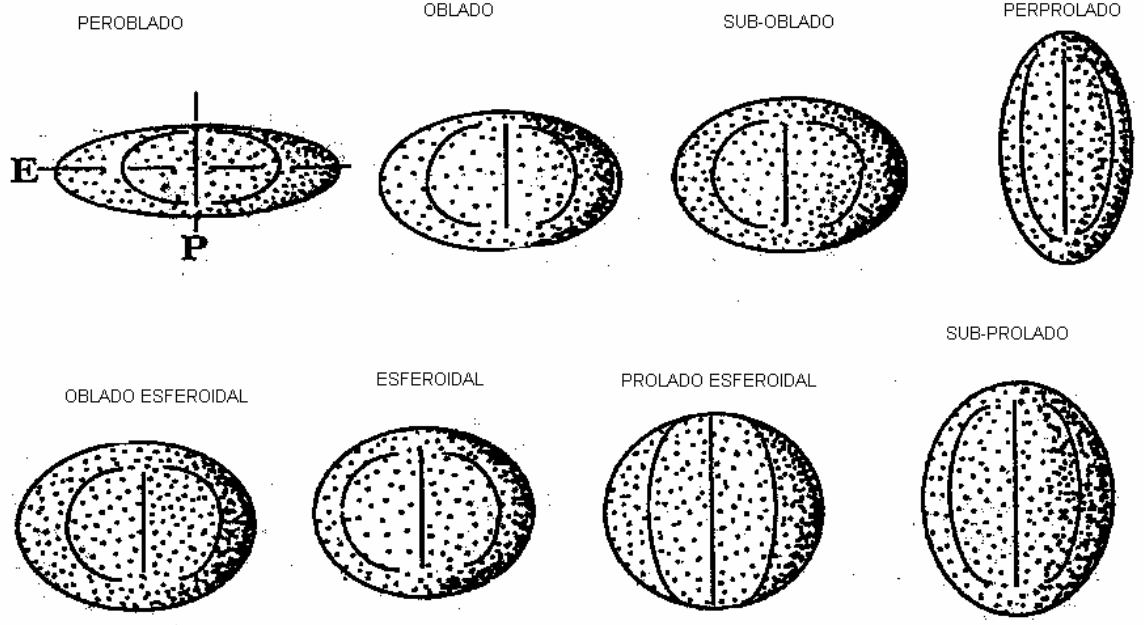 PEROBLADO
OBLADO
SUB-OBLADO
PERPROLADO
E
P
SUB-PROLADO
OBLADO ESFEROIDAL
ESFEROIDAL
PROLADO ESFEROIDAL